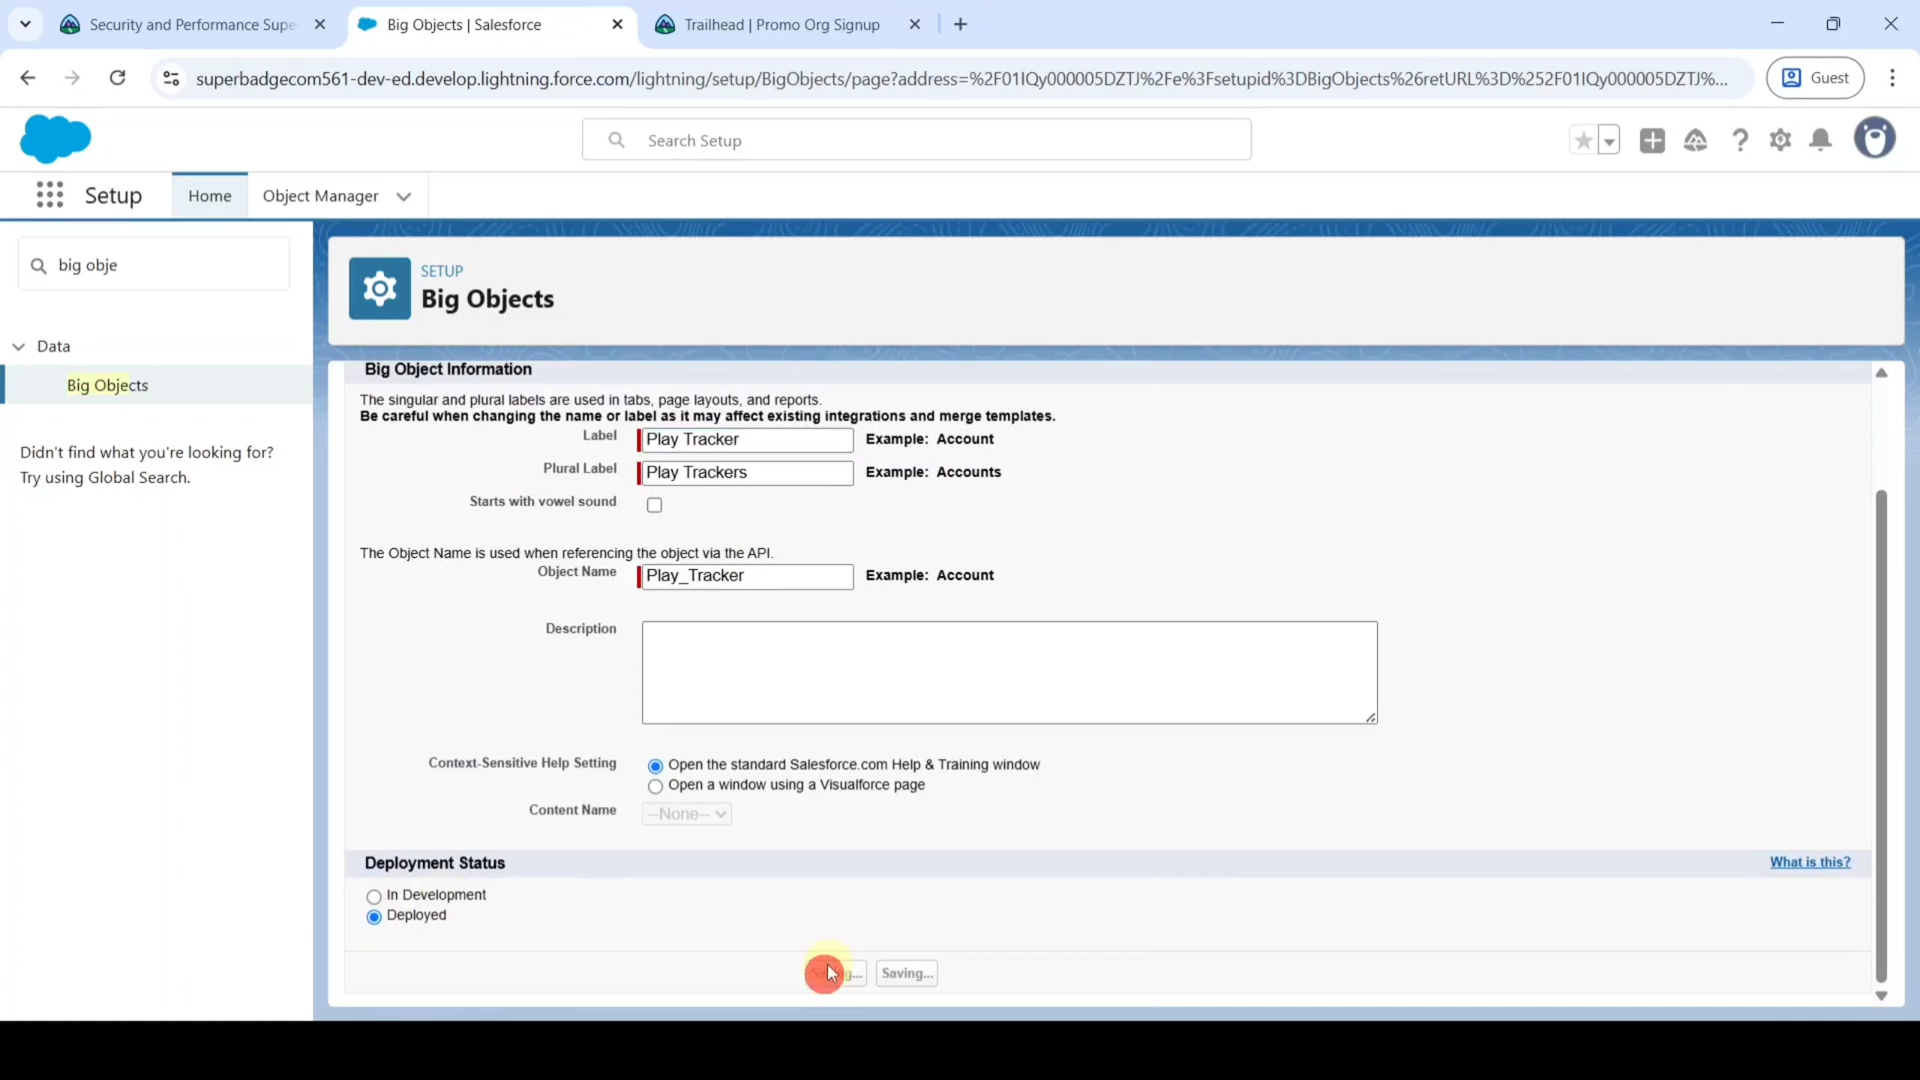 Security and Performance Supe
Big Objects | Salesforce
Trailhead | Promo Org Signup
superbadgecom561-dev-ed.develop.lightning.force.com/lightning/setup/BigObjects/page?address=%2F01IQy000005DZTJ%2Fe%3Fsetupid%3DBigObjects%26retURL%3D%252F01IQy000005DZTJ%...
Guest
Search Setup
Setup
Home
Object Manager
big obje
SETUP
Big Objects
Data
Big Objects
Didn't find what you're looking for?
Try using Global Search.
Big Object Information
The singular and plural labels are used in tabs, page layouts, and reports.
Be careful when changing the name or label as it may affect existing integrations and merge templates.
Label Play Tracker Example: Account
Plural Label Play Trackers Example: Accounts
Starts with vowel sound
The Object Name is used when referencing the object via the API.
Object Name Play_Tracker Example: Account
Description
Context-Sensitive Help Setting Open the standard Salesforce.com Help & Training window
Open a window using a Visualforce page
Content Name --None--
Deployment Status What is this?
In Development
Deployed
Saving...